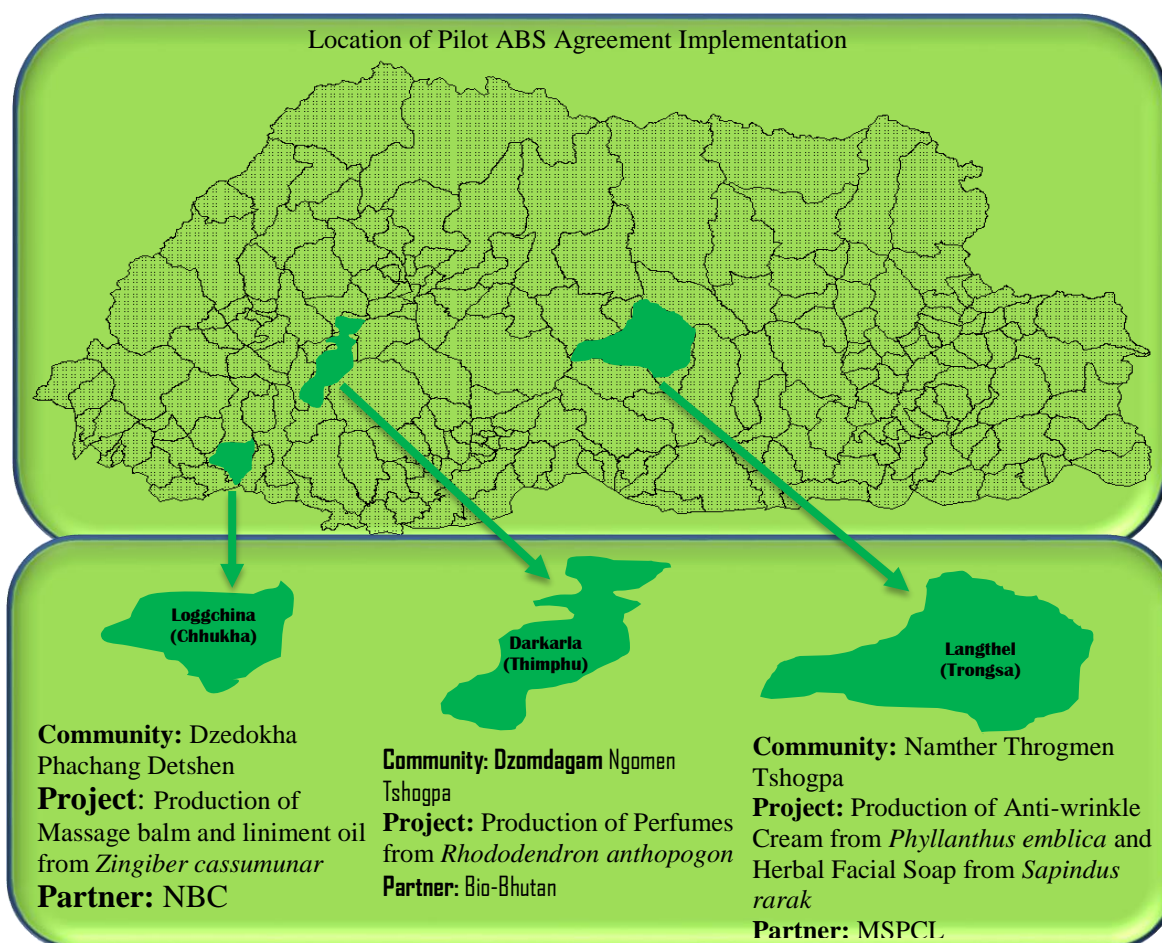 Location of Pilot ABS Agreement Implementation
Loggchina
(Chhukha)
Darkarla
(Thimphu)
Langthel
(Trongsa)
Community: Dzedokha
Phachang Detshen
Project: Production of
Massage balm and liniment oil
from Zingiber cassumunar
Partner: NBC
Community: Dzomdagam Ngomen
Tshogpa
Project: Production of Perfumes
from Rhododendron anthopogon
Partner: Bio-Bhutan
Community: Namther Throgmen
Tshogpa
Project: Production of Anti-wrinkle
Cream from Phyllanthus emblica and
Herbal Facial Soap from Sapindus
rarak
Partner: MSPCL